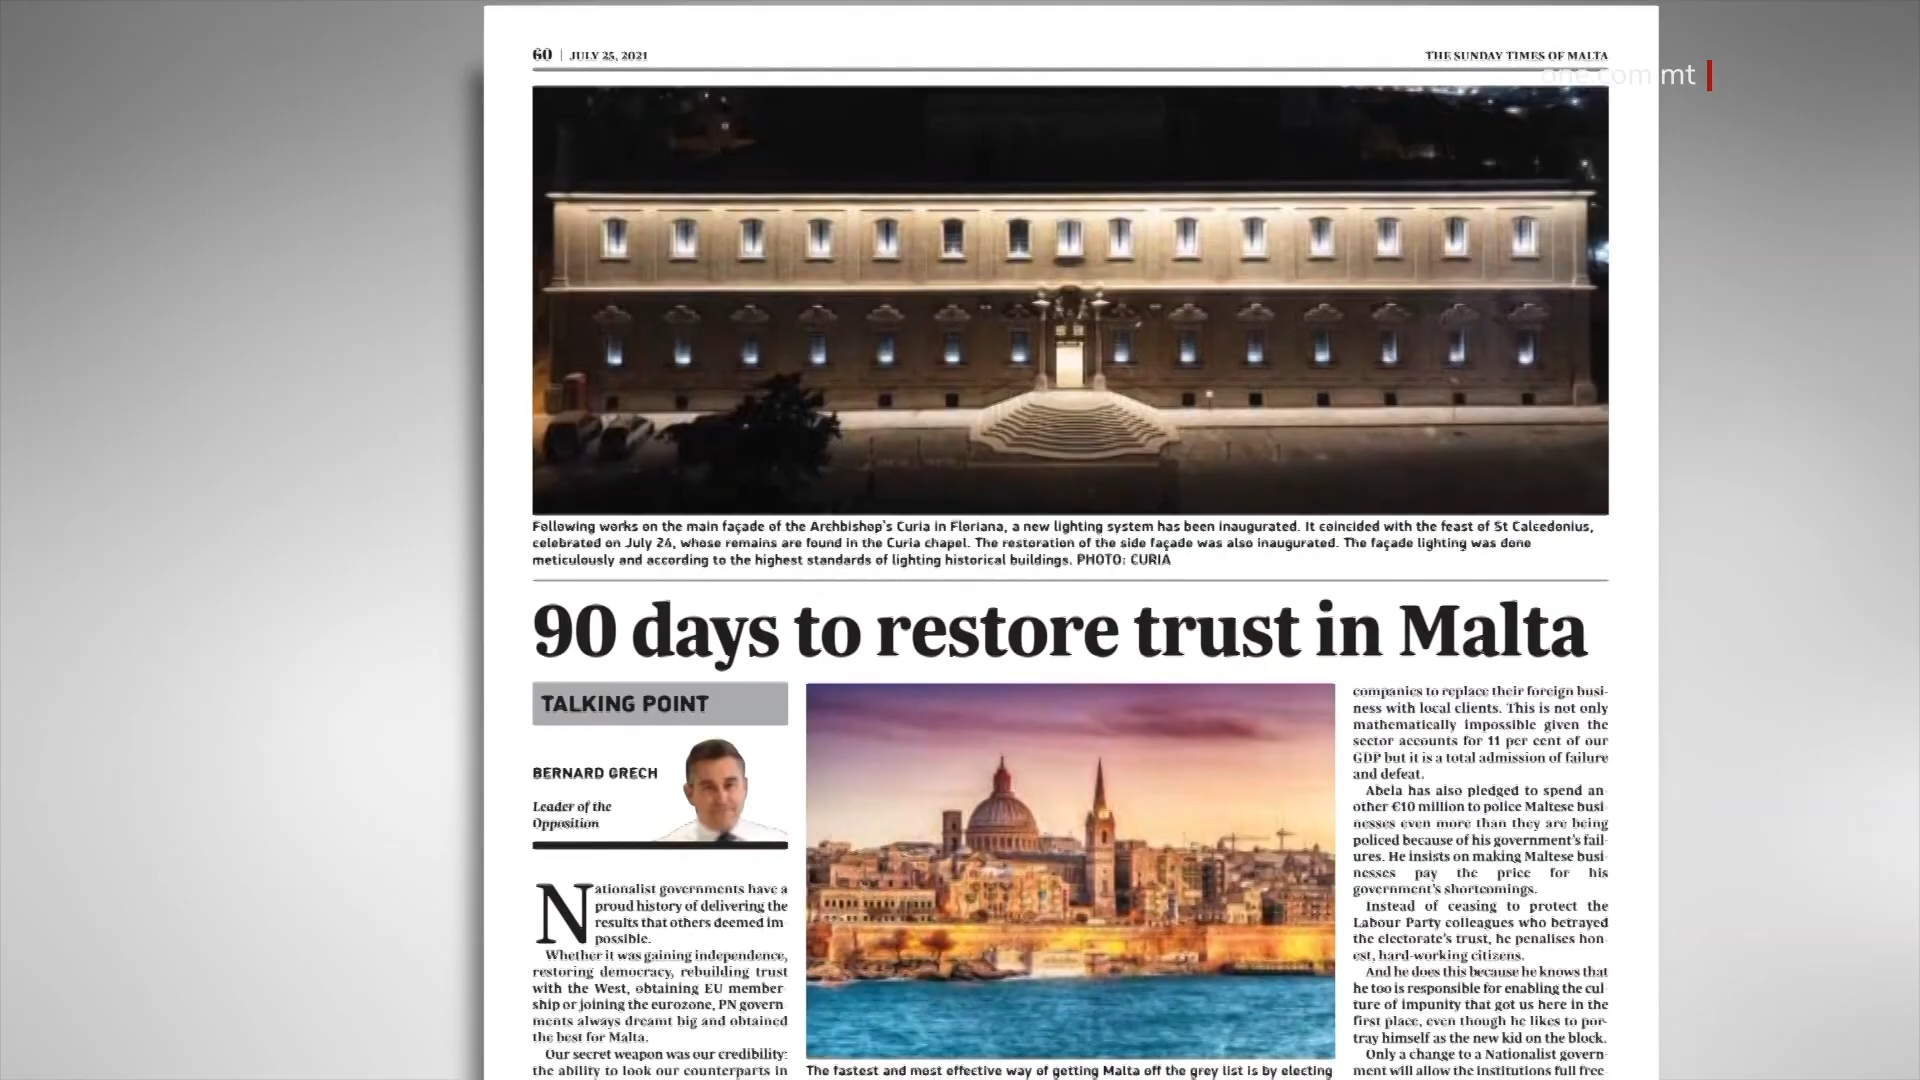 60 | JULY 25, 2021
THE SUNDAY TIMES OF MALTA
one.com.mt
Following works on the main façade of the Archbishop's Curia in Floriana, a new lighting system has been inaugurated. It coincided with the feast of St Calcedonius,
celebrated on July 24, whose remains are found in the Curia chapel. The restoration of the side façade was also inaugurated. The façade lighting was done
meticulously and according to the highest standards of lighting historical buildings. PHOTO: CURIA
90 days to restore trust in Malta
TALKING POINT
BERNARD GRECH
Leader of the
Opposition
Nationalist governments have a
proud history of delivering the
results that others deemed im-
possible.
Whether it was gaining independence,
restoring democracy, rebuilding trust
with the West, obtaining EU member-
ship or joining the eurozone, PN govern-
ments always dreamt big and obtained
the best for Malta.
Our secret weapon was our credibility:
the ability to look our counterparts in
The fastest and most effective way of getting Malta off the grey list is by electing
companies to replace their foreign busi-
ness with local clients. This is not only
mathematically impossible given the
sector accounts for 11 per cent of our
GDP but it is a total admission of failure
and defeat.
Abela has also pledged to spend an-
other €10 million to police Maltese busi-
nesses even more than they are being
policed because of his government's fail-
ures. He insists on making Maltese busi-
nesses pay the price for his
government's shortcomings.
Instead of ceasing to protect the
Labour Party colleagues who betrayed
the electorate's trust, he penalises hon-
est, hard-working citizens.
And he does this because he knows that
he too is responsible for enabling the cul-
ture of impunity that got us here in the
first place, even though he likes to por-
tray himself as the new kid on the block.
Only a change to a Nationalist govern-
ment will allow the institutions full free-